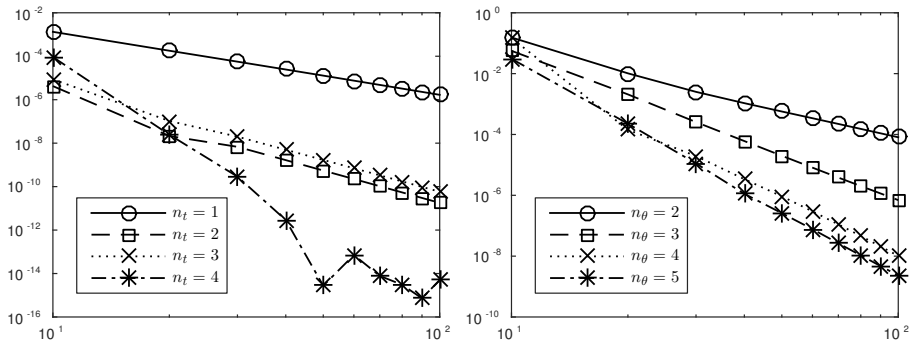 10^-2
10^-4
10^-6
10^-8
10^-10
10^-12
10^-14
10^-16
10^1
10^2
n_t = 1
n_t = 2
n_t = 3
n_t = 4
10^0
10^-2
10^-4
10^-6
10^-8
10^-10
10^1
10^2
n_θ = 2
n_θ = 3
n_θ = 4
n_θ = 5